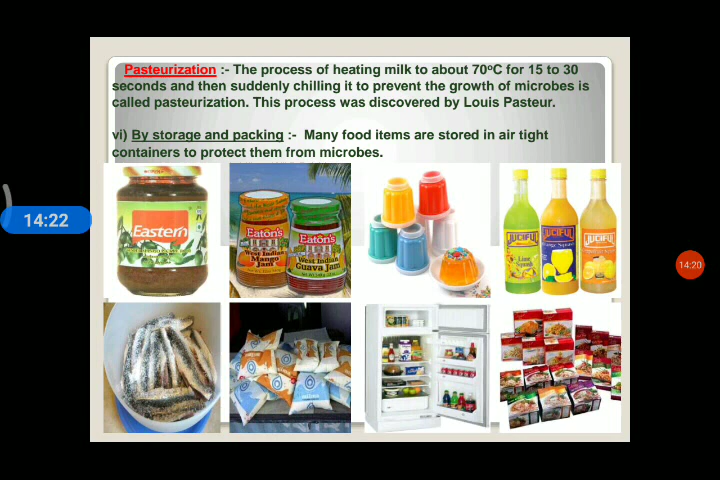 Pasteurization :- The process of heating milk to about 70ºC for 15 to 30
seconds and then suddenly chilling it to prevent the growth of microbes is
called pasteurization. This process was discovered by Louis Pasteur.
vi) By storage and packing :- Many food items are stored in air tight
containers to protect them from microbes.
14:22
14:20
Eastern
Eaton's
West Indian
Mango
Jam
Eaton's
West Indian
Guava Jam
JUCIFUL
Lime
Squash
JUCIFUL
Squash
JUCIFUL